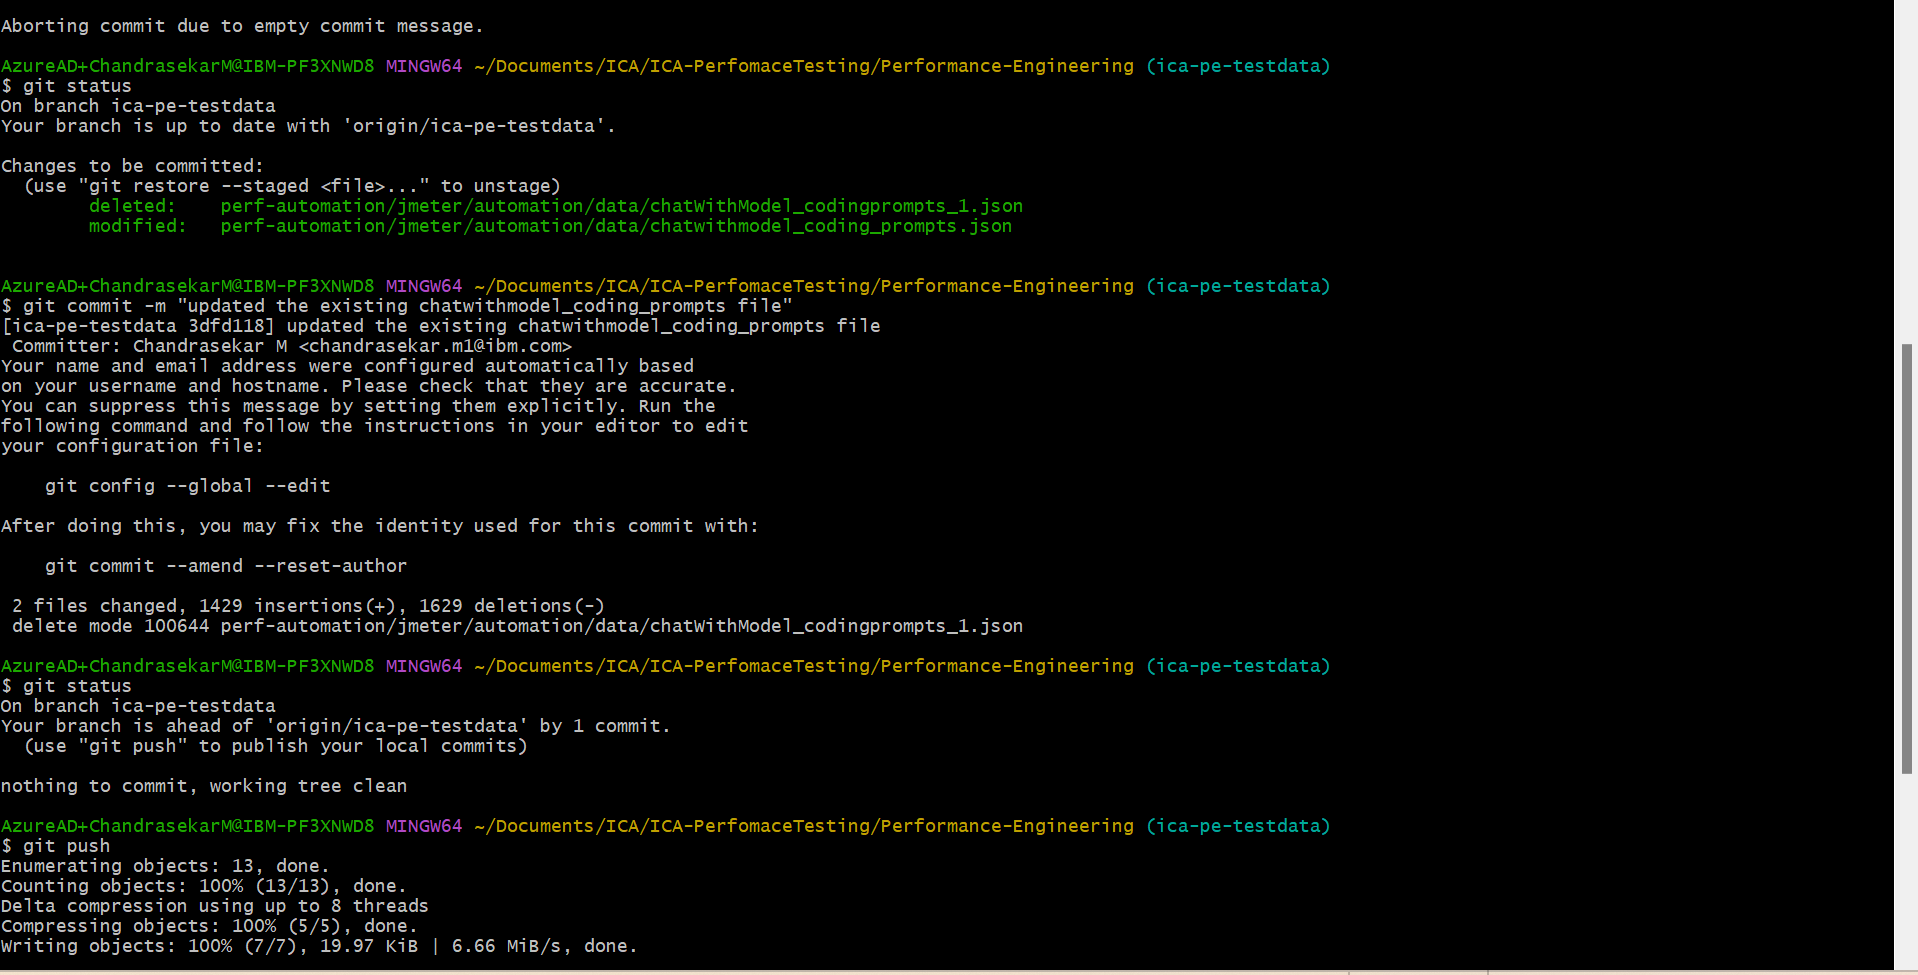 Aborting commit due to empty commit message.
AzureAD+ChandrasekarM@IBM-PF3XNWD8 MINGW64 ~/Documents/ICA/ICA-PerfomaceTesting/Performance-Engineering (ica-pe-testdata)
$ git status
On branch ica-pe-testdata
Your branch is up to date with 'origin/ica-pe-testdata'.
Changes to be committed:
  (use "git restore --staged <file>..." to unstage)
        deleted:    perf-automation/jmeter/automation/data/chatWithModel_codingprompts_1.json
        modified:   perf-automation/jmeter/automation/data/chatwithmodel_coding_prompts.json
AzureAD+ChandrasekarM@IBM-PF3XNWD8 MINGW64 ~/Documents/ICA/ICA-PerfomaceTesting/Performance-Engineering (ica-pe-testdata)
$ git commit -m "updated the existing chatwithmodel_coding_prompts file"
[ica-pe-testdata 3dfd118] updated the existing chatwithmodel_coding_prompts file
 Committer: Chandrasekar M <chandrasekar.m1@ibm.com>
Your name and email address were configured automatically based
on your username and hostname. Please check that they are accurate.
You can suppress this message by setting them explicitly. Run the
following command and follow the instructions in your editor to edit
your configuration file:
    git config --global --edit
After doing this, you may fix the identity used for this commit with:
    git commit --amend --reset-author
 2 files changed, 1429 insertions(+), 1629 deletions(-)
 delete mode 100644 perf-automation/jmeter/automation/data/chatWithModel_codingprompts_1.json
AzureAD+ChandrasekarM@IBM-PF3XNWD8 MINGW64 ~/Documents/ICA/ICA-PerfomaceTesting/Performance-Engineering (ica-pe-testdata)
$ git status
On branch ica-pe-testdata
Your branch is ahead of 'origin/ica-pe-testdata' by 1 commit.
  (use "git push" to publish your local commits)
nothing to commit, working tree clean
AzureAD+ChandrasekarM@IBM-PF3XNWD8 MINGW64 ~/Documents/ICA/ICA-PerfomaceTesting/Performance-Engineering (ica-pe-testdata)
$ git push
Enumerating objects: 13, done.
Counting objects: 100% (13/13), done.
Delta compression using up to 8 threads
Compressing objects: 100% (5/5), done.
Writing objects: 100% (7/7), 19.97 KiB | 6.66 MiB/s, done.